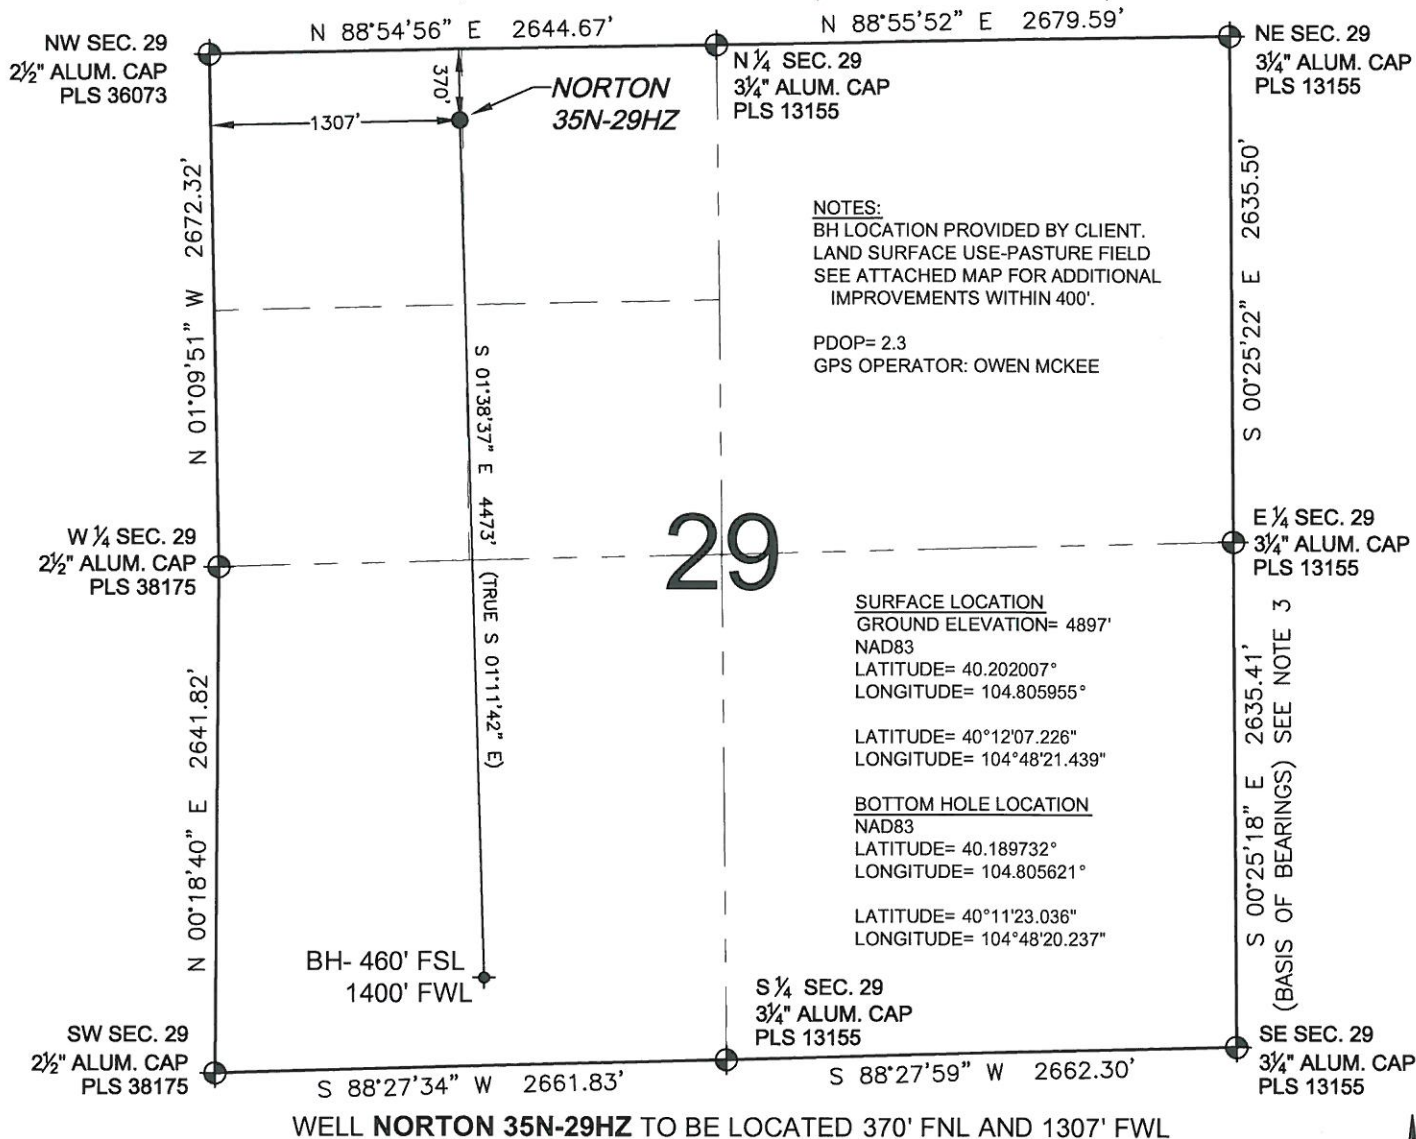 N 88°54'56" E 2644.67'
N 88°55'52" E 2679.59'
NW SEC. 29
2½" ALUM. CAP
PLS 36073
N ¼ SEC. 29
3¼" ALUM. CAP
PLS 13155
NE SEC. 29
3¼" ALUM. CAP
PLS 13155
370'
1307'
NORTON
35N-29HZ
N 01°09'51" W 2672.32'
S 00°25'22" E 2635.50'
NOTES:
BH LOCATION PROVIDED BY CLIENT.
LAND SURFACE USE-PASTURE FIELD
SEE ATTACHED MAP FOR ADDITIONAL
IMPROVEMENTS WITHIN 400'.
PDOP= 2.3
GPS OPERATOR: OWEN MCKEE
S 01°38'37" E 4473' (TRUE S 01°11'42" E)
W ¼ SEC. 29
2½" ALUM. CAP
PLS 38175
29
E ¼ SEC. 29
3¼" ALUM. CAP
PLS 13155
SURFACE LOCATION
GROUND ELEVATION= 4897'
NAD83
LATITUDE= 40.202007°
LONGITUDE= 104.805955°
LATITUDE= 40°12'07.226"
LONGITUDE= 104°48'21.439"
BOTTOM HOLE LOCATION
NAD83
LATITUDE= 40.189732°
LONGITUDE= 104.805621°
LATITUDE= 40°11'23.036"
LONGITUDE= 104°48'20.237"
N 00°18'40" E 2641.82'
S 00°25'18" E 2635.41'
(BASIS OF BEARINGS) SEE NOTE 3
BH- 460' FSL
1400' FWL
SW SEC. 29
2½" ALUM. CAP
PLS 38175
S ¼ SEC. 29
3¼" ALUM. CAP
PLS 13155
SE SEC. 29
3¼" ALUM. CAP
PLS 13155
S 88°27'34" W 2661.83'
S 88°27'59" W 2662.30'
WELL NORTON 35N-29HZ TO BE LOCATED 370' FNL AND 1307' FWL